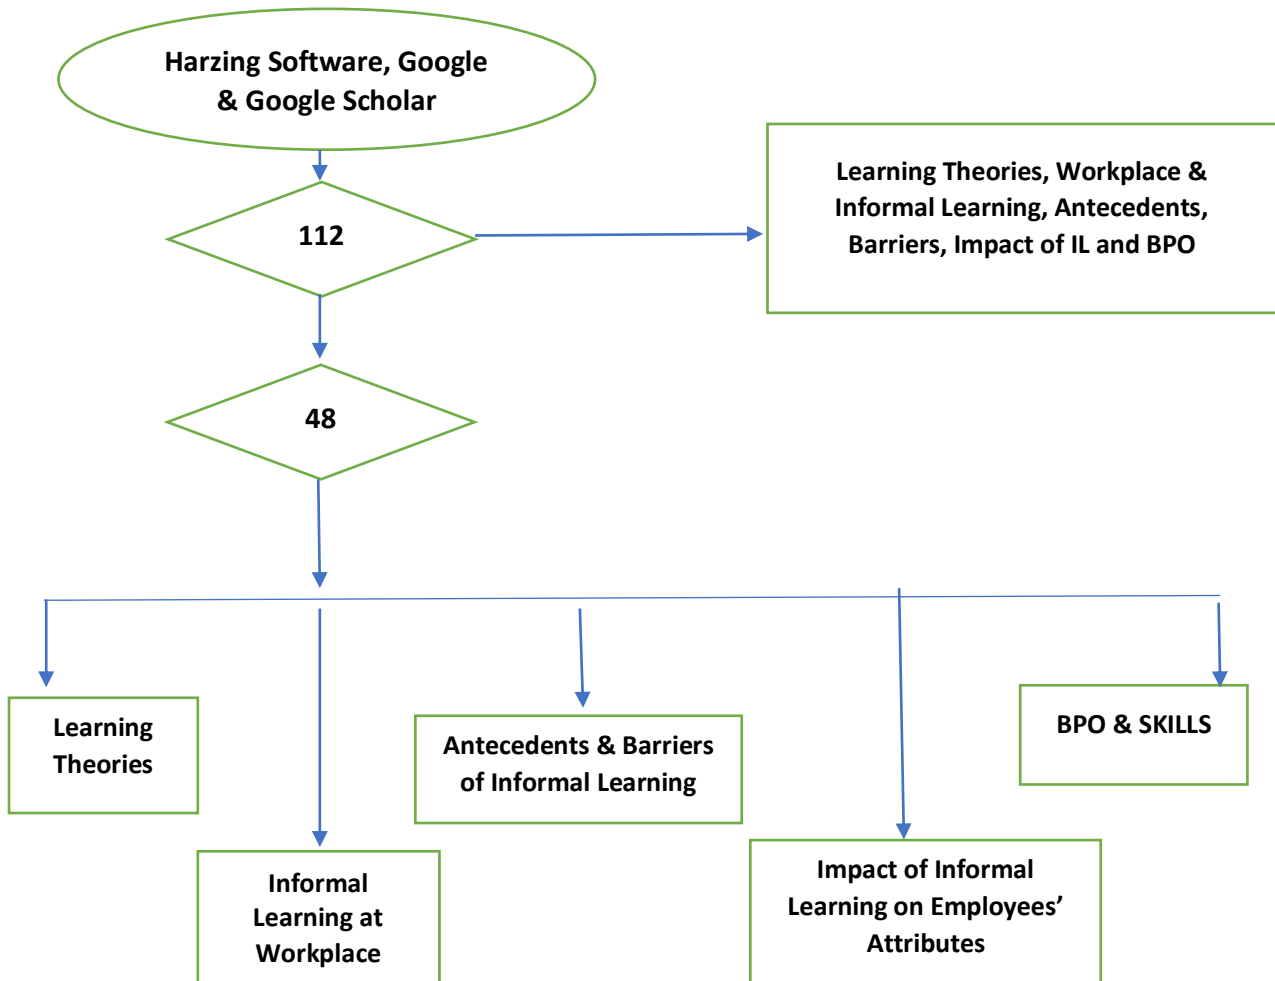 Harzing Software, Google
& Google Scholar
112
Learning Theories, Workplace &
Informal Learning, Antecedents,
Barriers, Impact of IL and BPO
48
Learning
Theories
Informal
Learning at
Workplace
Antecedents & Barriers
of Informal Learning
Impact of Informal
Learning on Employees’
Attributes
BPO & SKILLS